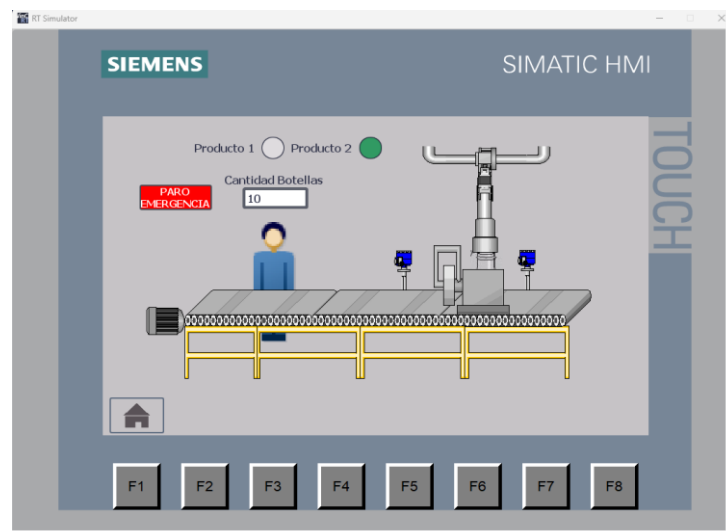 RT Simulator
SIEMENS
SIMATIC HMI
TOUCH
Producto 1 Producto 2
Cantidad Botellas
PARO
EMERGENCIA
10
F1 F2 F3 F4 F5 F6 F7 F8